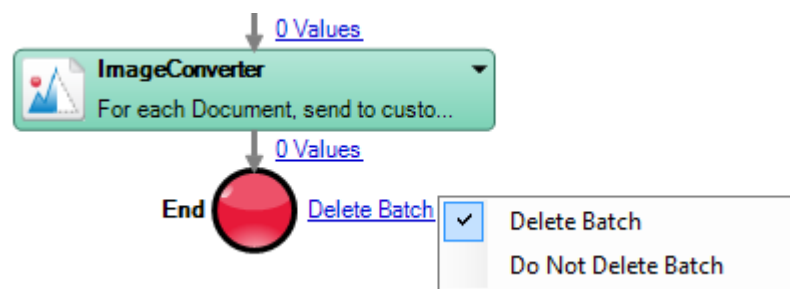 0 Values
ImageConverter
For each Document, send to custo...
0 Values
End
Delete Batch
Delete Batch
Do Not Delete Batch